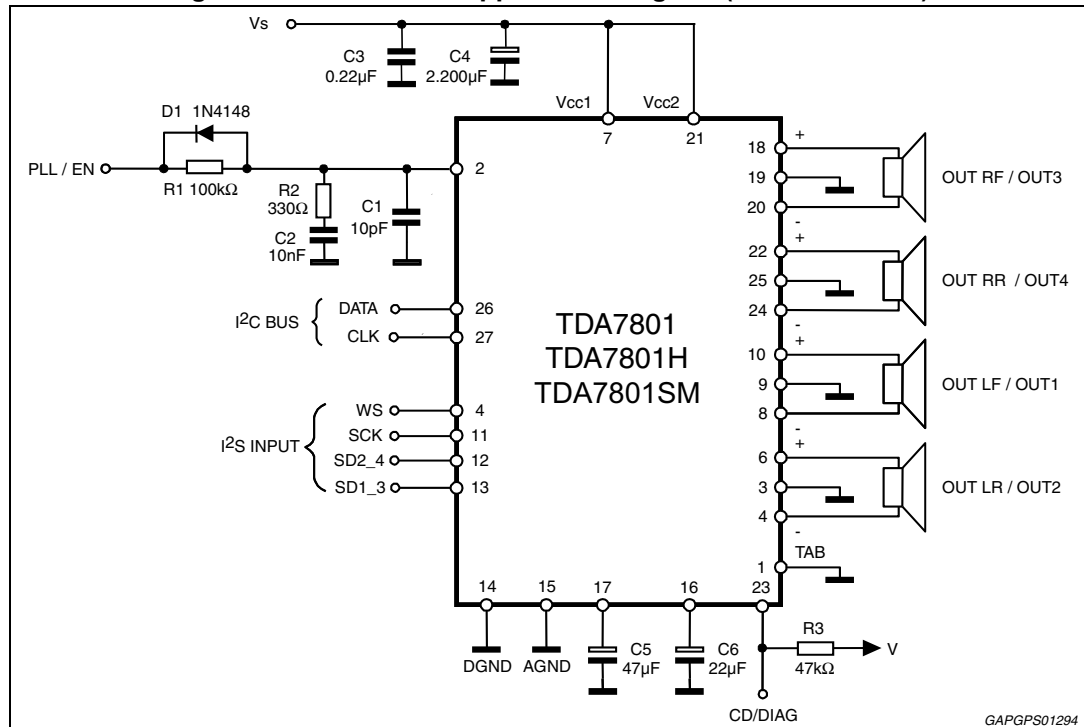 Vs
C3
0.22µF
C4
2.200µF
Vcc1
Vcc2
7
21
D1 1N4148
PLL / EN
R1 100kΩ
2
R2
330Ω
C2
10nF
C1
10pF
I2C BUS
DATA
CLK
26
27
I2S INPUT
WS
SCK
SD2_4
SD1_3
4
11
12
13
TDA7801
TDA7801H
TDA7801SM
+
18
19
20
-
OUT RF / OUT3
+
22
25
24
-
OUT RR / OUT4
+
10
9
8
-
OUT LF / OUT1
+
6
3
4
-
OUT LR / OUT2
TAB
1
14
15
17
16
23
DGND
AGND
C5
47µF
C6
22µF
R3
47kΩ
V
CD/DIAG
GAPGPS01294